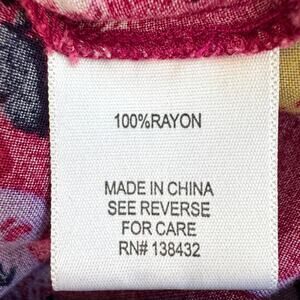 100%RAYON
MADE IN CHINA
SEE REVERSE
FOR CARE
RN# 138432